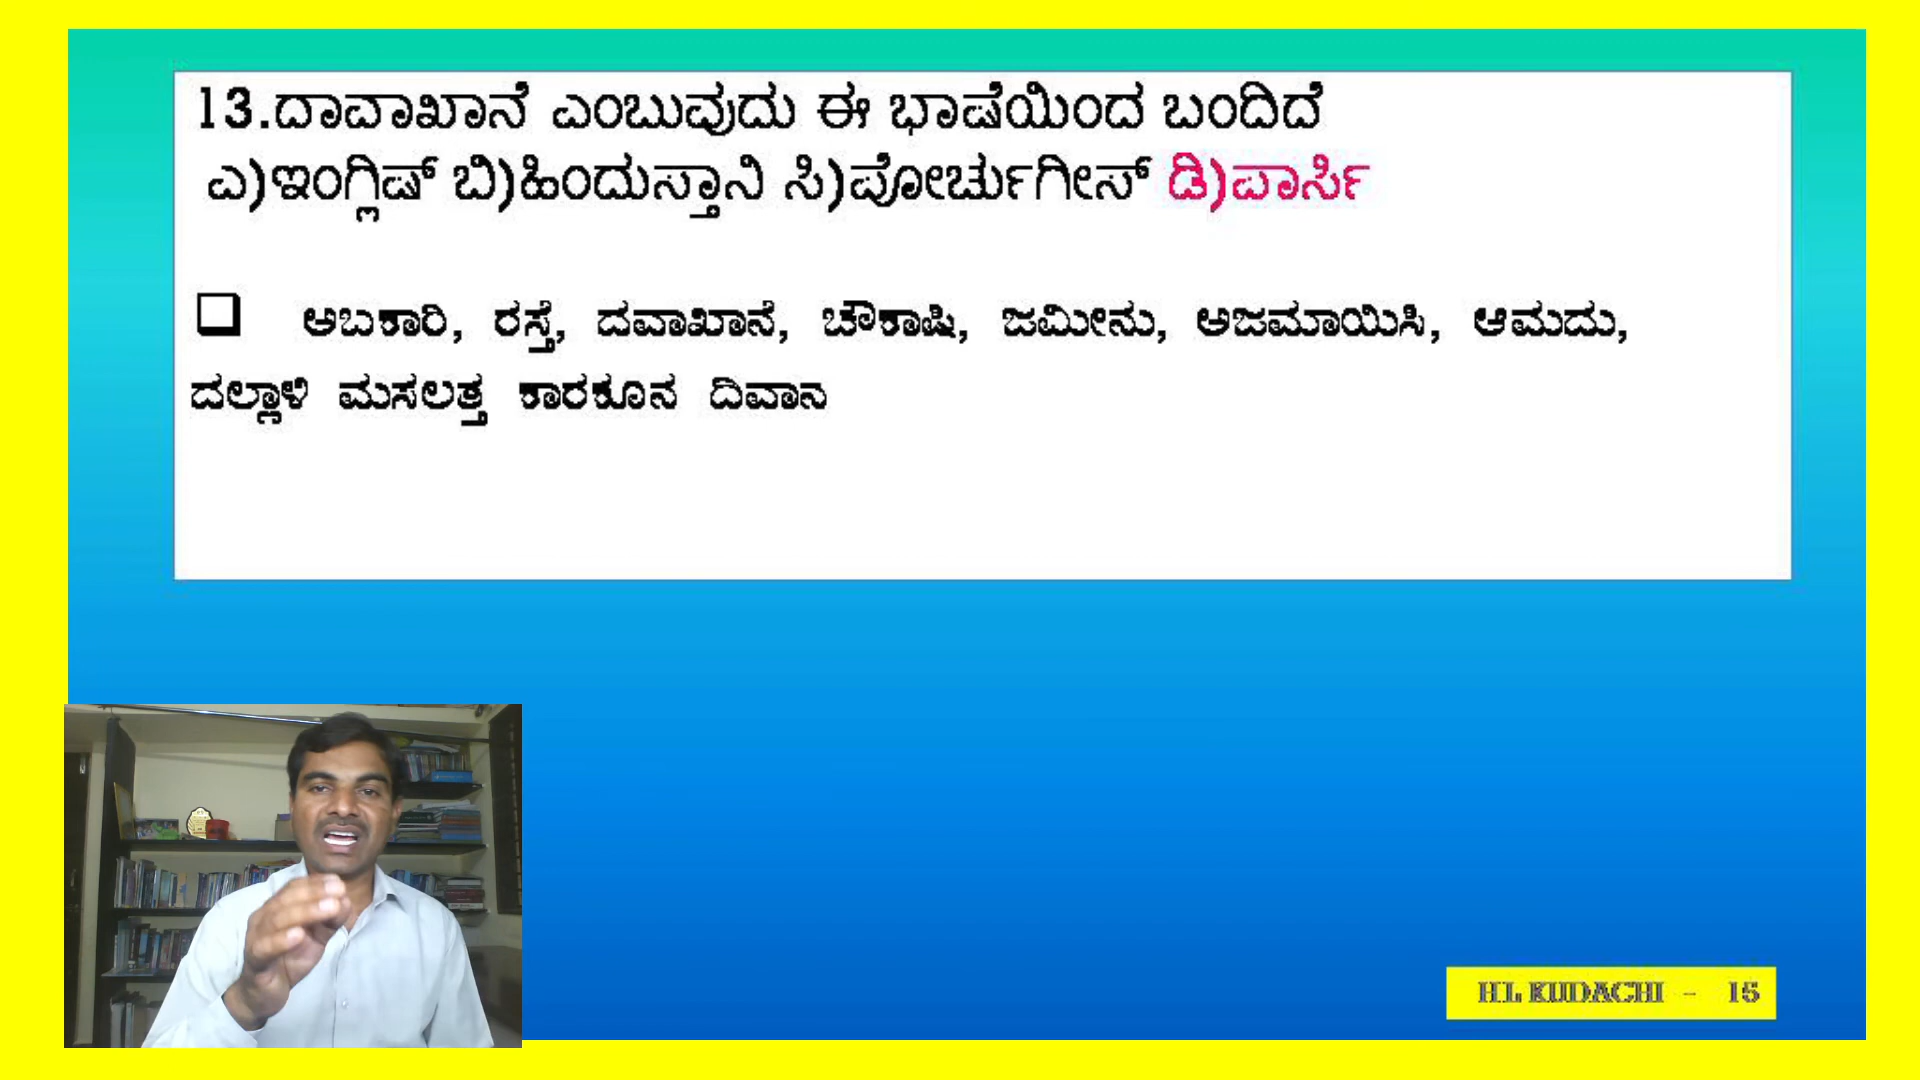 13.ದಾವಾಖಾನೆ ಎಂಬುವುದು ಈ ಭಾಷೆಯಿಂದ ಬಂದಿದೆ
ಎ)ಇಂಗ್ಲಿಷ್ ಬಿ)ಹಿಂದುಸ್ತಾನಿ ಸಿ)ಪೋರ್ಚುಗೀಸ್ ಡಿ)ಪಾರ್ಸಿ
❑ ಅಬಕಾರಿ, ರಸ್ತೆ, ದವಾಖಾನೆ, ಚೌಕಾಷಿ, ಜಮೀನು, ಅಜಮಾಯಿಸಿ, ಆಮದು,
ದಲ್ಲಾಳಿ ಮಸಲತ್ತ ಕಾರಕೂನ ದಿವಾನ
HL KUDACHI - 15